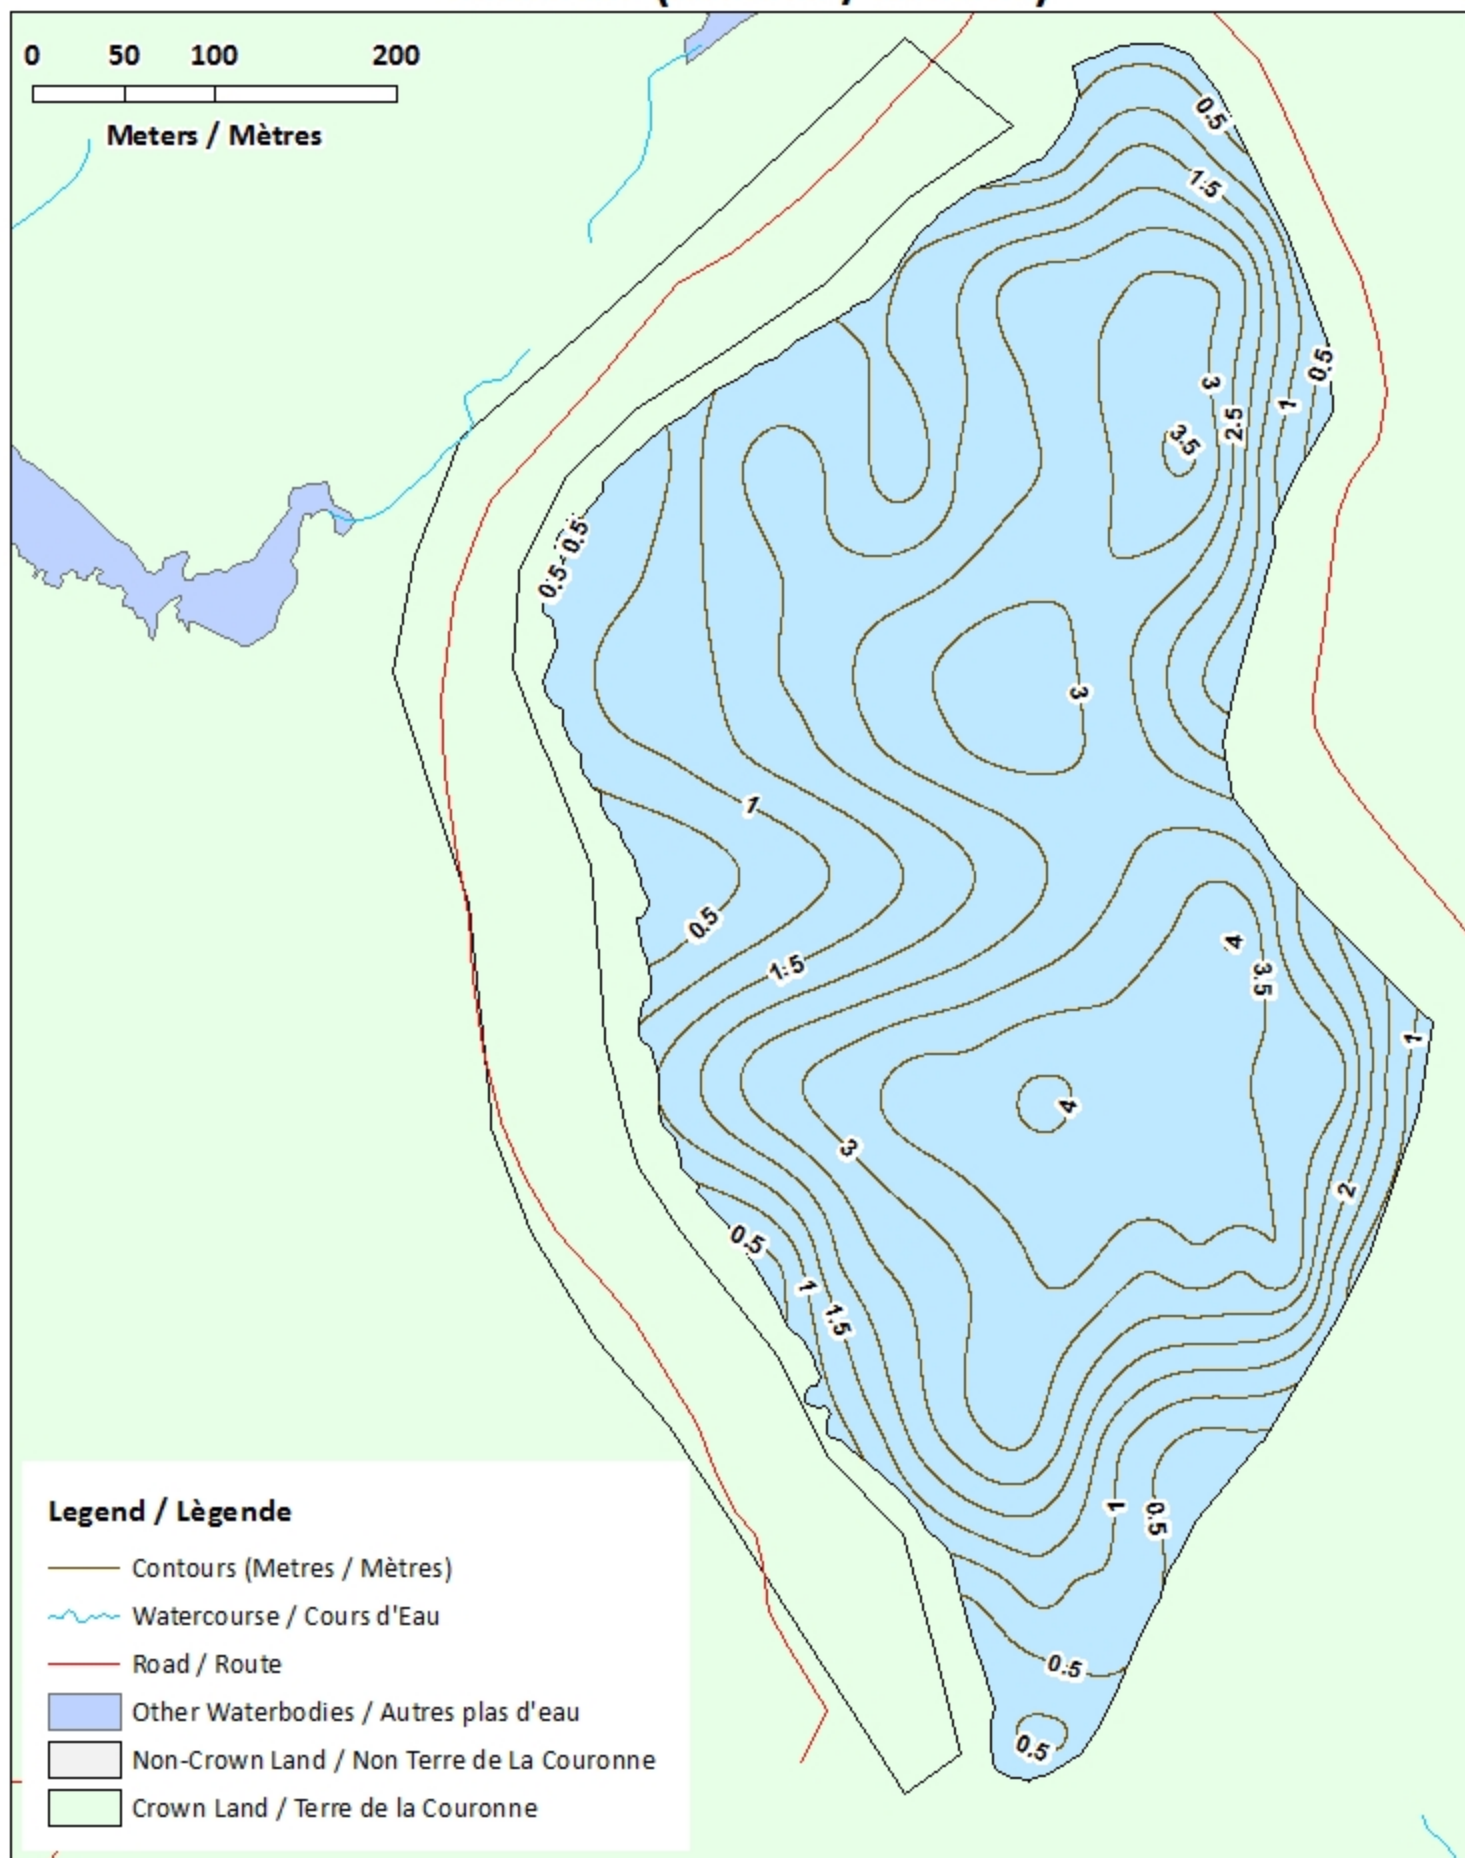 0 50 100 200
Meters / Mètres
0.5
1.5
0.5
3
2.5
1
3.5
0.5
0.5
3
1
0.5
4
1.5
3.5
1
4
3
2
0.5
1
1.5
1
0.5
0.5
0.5
Legend / Lègende
Contours (Metres / Mètres)
Watercourse / Cours d'Eau
Road / Route
Other Waterbodies / Autres plas d'eau
Non-Crown Land / Non Terre de La Couronne
Crown Land / Terre de la Couronne